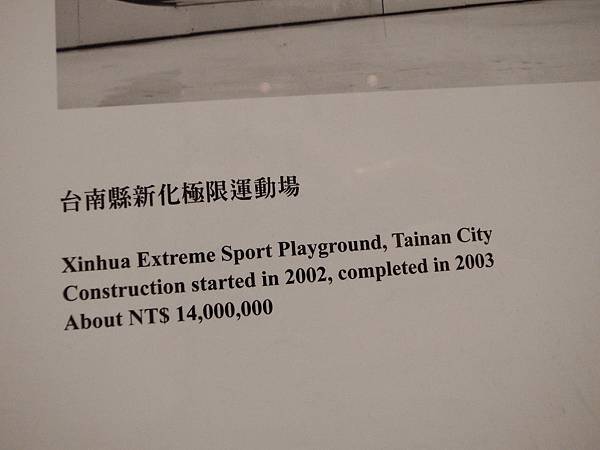 台南縣新化極限運動場
Xinhua Extreme Sport Playground, Tainan City
Construction started in 2002, completed in 2003
About NT$ 14,000,000